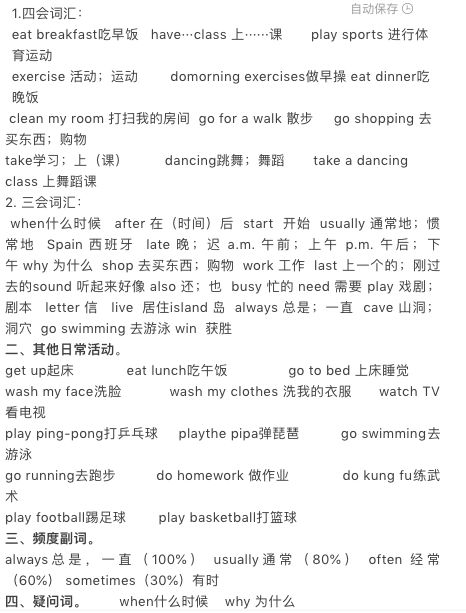 自动保存
1.四会词汇：
eat breakfast吃早饭 have…class 上……课 play sports 进行体
育运动
exercise 活动；运动 domorning exercises做早操 eat dinner吃
晚饭
clean my room 打扫我的房间 go for a walk 散步 go shopping 去
买东西；购物
take学习；上（课） dancing跳舞；舞蹈 take a dancing
class 上舞蹈课
2. 三会词汇：
when什么时候 after 在（时间）后 start 开始 usually 通常地；惯
常地 Spain 西班牙 late 晚；迟 a.m. 午前；上午 p.m. 午后；下
午 why 为什么 shop 去买东西；购物 work 工作 last 上一个的；刚过
去的sound 听起来好像 also 还；也 busy 忙的 need 需要 play 戏剧；
剧本 letter 信 live 居住island 岛 always 总是；一直 cave 山洞；
洞穴 go swimming 去游泳 win 获胜
二、其他日常活动。
get up起床 eat lunch吃午饭 go to bed 上床睡觉
wash my face洗脸 wash my clothes 洗我的衣服 watch TV
看电视
play ping-pong打乒乓球 playthe pipa弹琵琶 go swimming去
游泳
go running去跑步 do homework 做作业 do kung fu练武
术
play football踢足球 play basketball打篮球
三、频度副词。
always总是，一直（100%） usually通常（80%） often 经常
（60%） sometimes（30%）有时
四、疑问词。 when什么时候 why 为什么